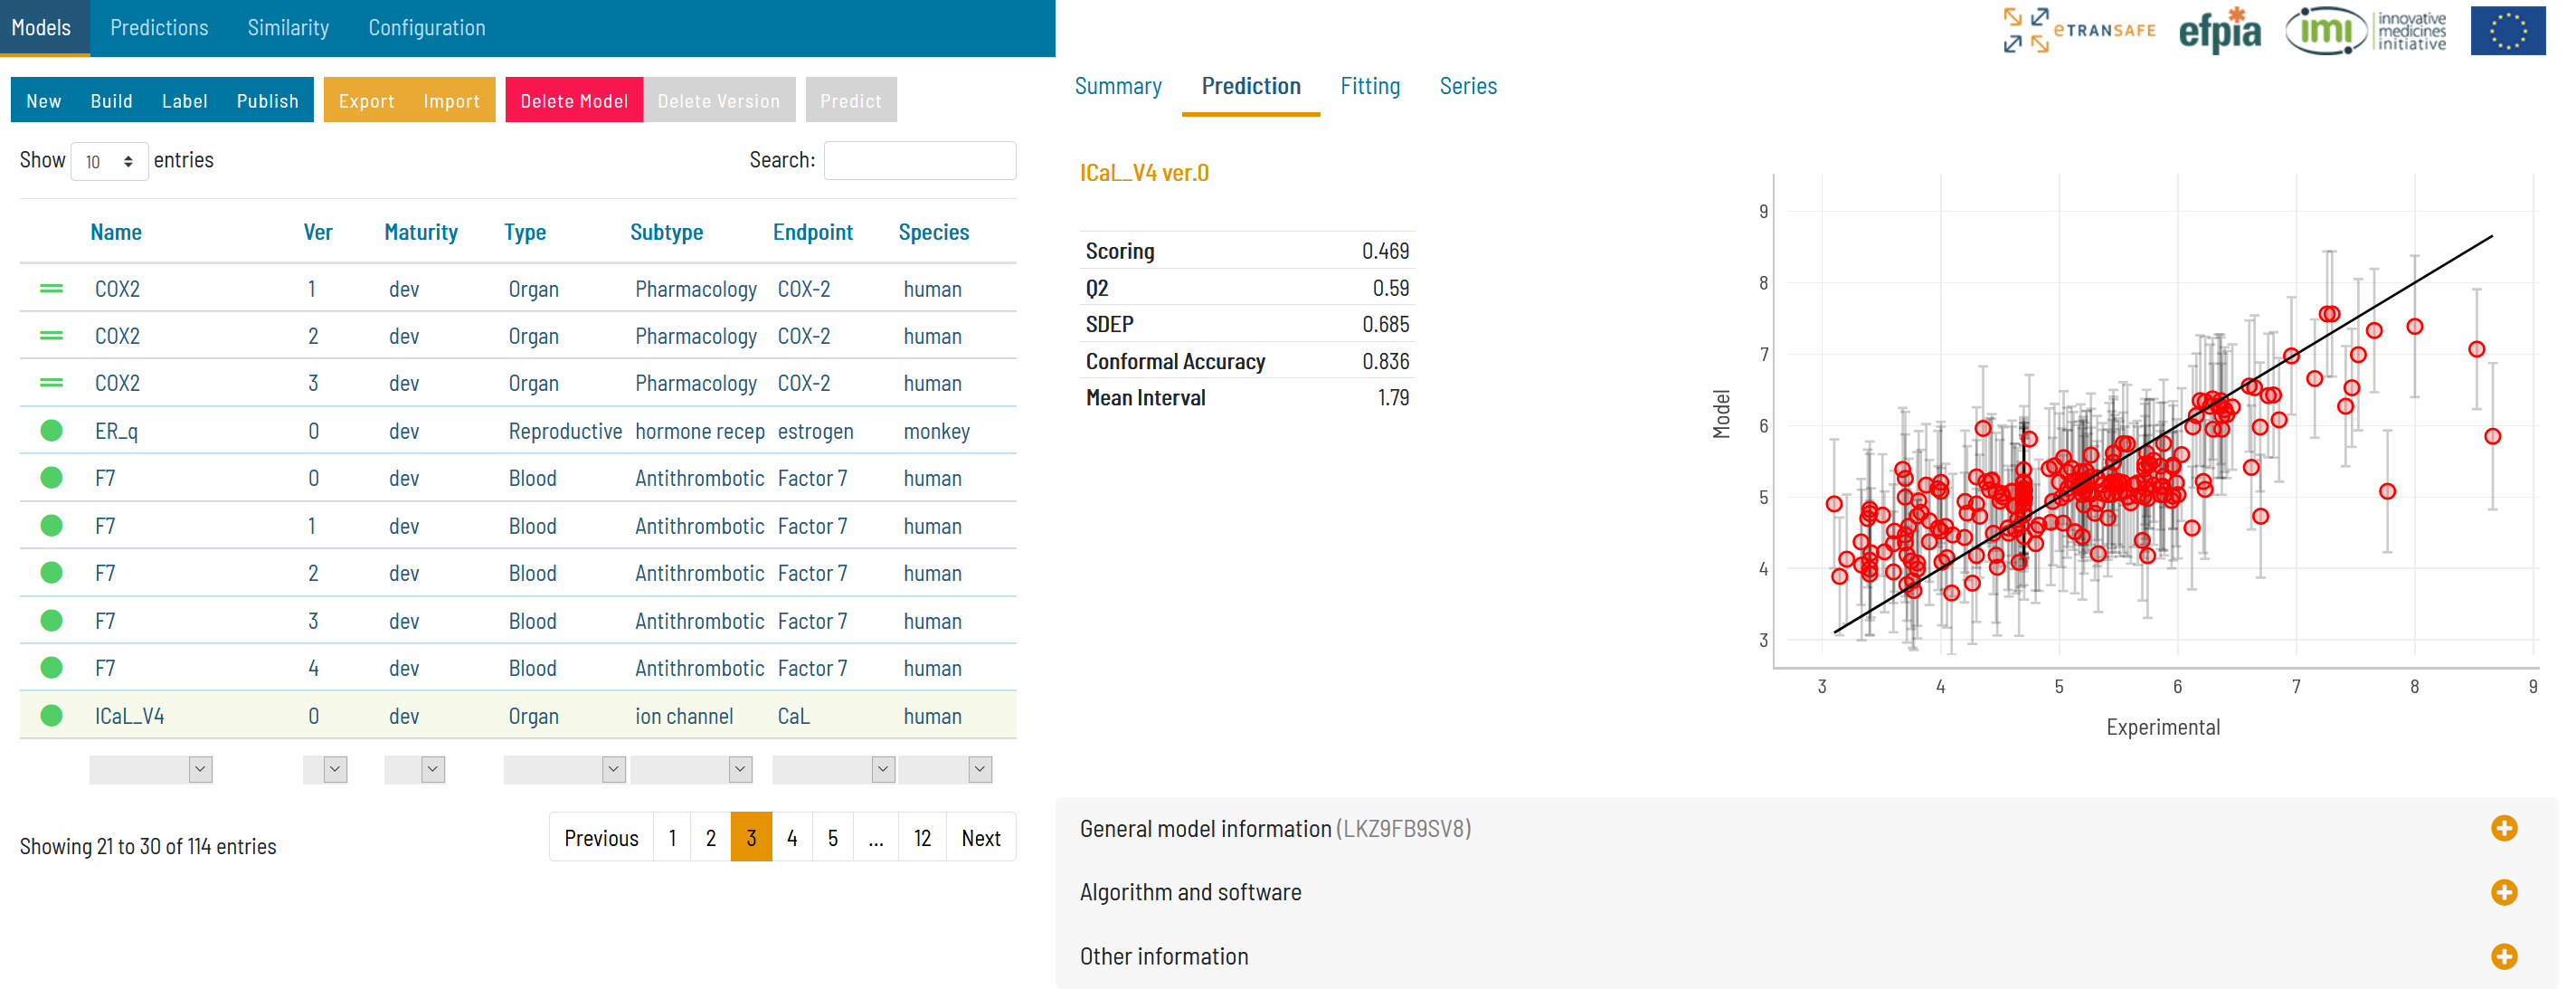 Models Predictions Similarity Configuration
eTRANSAFE efpia imi innovative medicines initiative
New Build Label Publish Export Import Delete Model Delete Version Predict
Summary Prediction Fitting Series
Show 10 entries Search:
ICaL_V4 ver.0
Name Ver Maturity Type Subtype Endpoint Species
COX2 1 dev Organ Pharmacology COX-2 human
COX2 2 dev Organ Pharmacology COX-2 human
COX2 3 dev Organ Pharmacology COX-2 human
ER_q 0 dev Reproductive hormone recep estrogen monkey
F7 0 dev Blood Antithrombotic Factor 7 human
F7 1 dev Blood Antithrombotic Factor 7 human
F7 2 dev Blood Antithrombotic Factor 7 human
F7 3 dev Blood Antithrombotic Factor 7 human
F7 4 dev Blood Antithrombotic Factor 7 human
ICaL_V4 0 dev Organ ion channel CaL human
Showing 21 to 30 of 114 entries
Previous 1 2 3 4 5 ... 12 Next
Scoring 0.469
Q2 0.59
SDEP 0.685
Conformal Accuracy 0.836
Mean Interval 1.79
Model
9
8
7
6
5
4
3
3 4 5 6 7 8 9
Experimental
General model information (LKZ9FB9SV8)
Algorithm and software
Other information